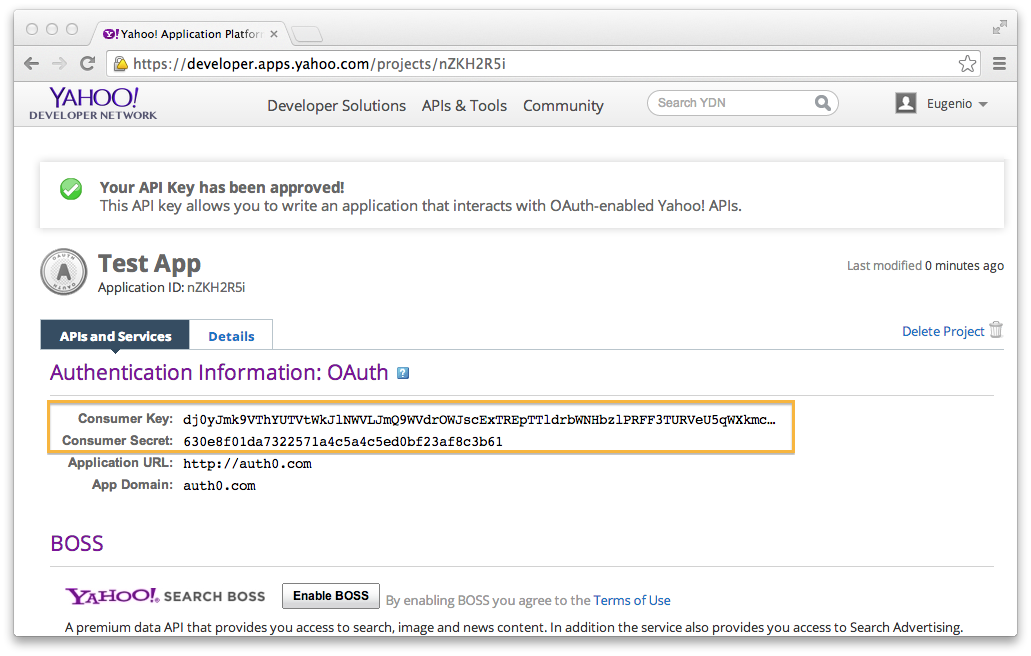 Yahoo! Application Platfor
https://developer.apps.yahoo.com/projects/nZKH2R5i
YAHOO!
DEVELOPER NETWORK
Developer Solutions APIs & Tools Community
Search YDN
Eugenio
Your API Key has been approved!
This API key allows you to write an application that interacts with OAuth-enabled Yahoo! APIs.
Test App
Application ID: nZKH2R5i
Last modified 0 minutes ago
APIs and Services
Details
Delete Project
Authentication Information: OAuth ?
Consumer Key: dj0yJmk9VThYUTVtWkJlNWVLJmQ9WVdrOWJscExTREpTTldrbWNHbzlPRFF3TURVeU5qWXkmc…
Consumer Secret: 630e8f01da7322571a4c5a4c5ed0bf23af8c3b61
Application URL: http://auth0.com
App Domain: auth0.com
BOSS
YAHOO! SEARCH BOSS Enable BOSS By enabling BOSS you agree to the Terms of Use
A premium data API that provides you access to search, image and news content. In addition the service also provides you access to Search Advertising.